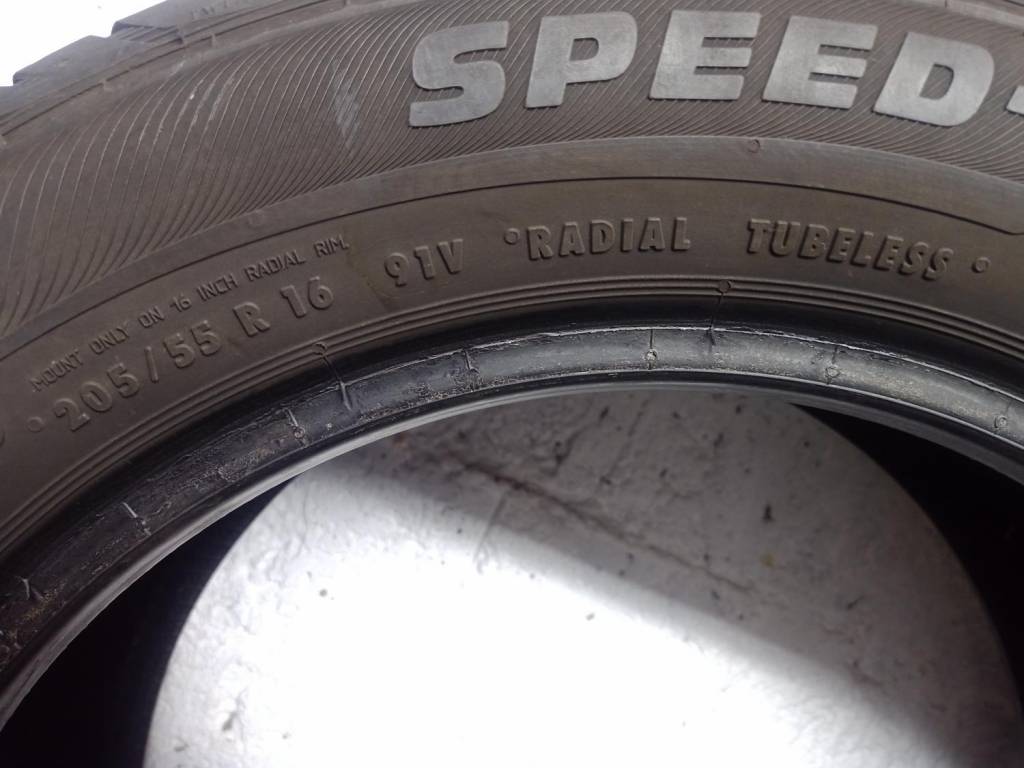 SPEED-
MOUNT ONLY ON 16 INCH RADIAL RIM.
• 205/55 R 16 91V °RADIAL TUBELESS •